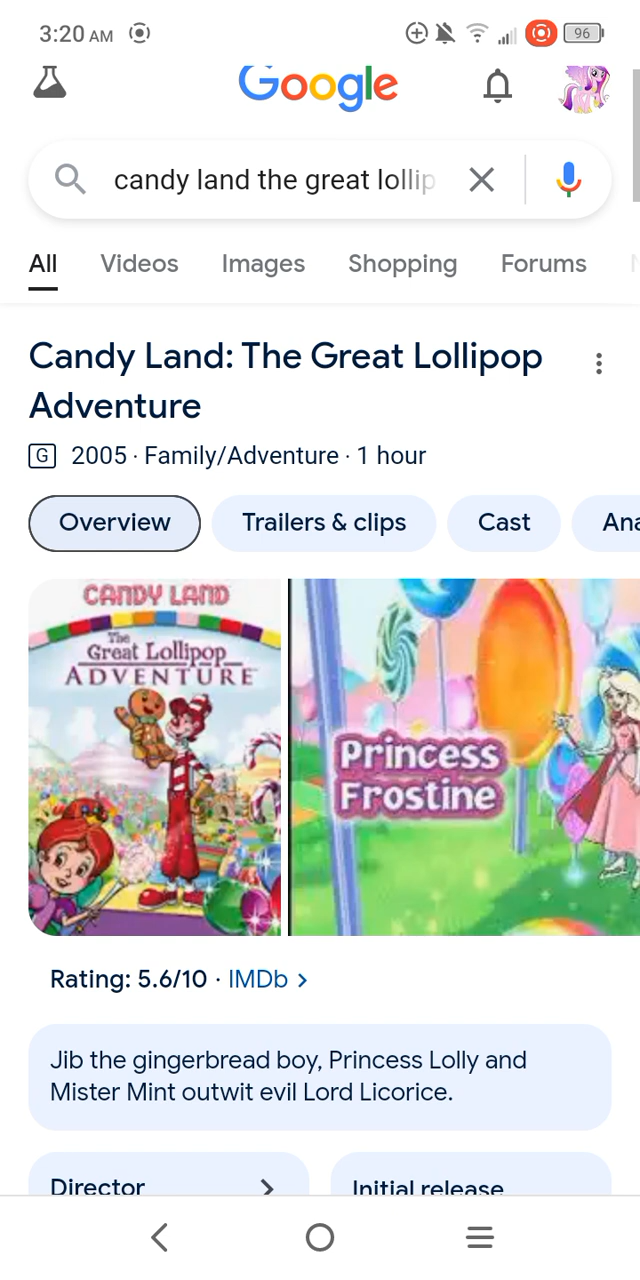 3:20 AM
96
Google
candy land the great lollip
All Videos Images Shopping Forums
Candy Land: The Great Lollipop
Adventure
G 2005 · Family/Adventure · 1 hour
Overview Trailers & clips Cast Ana
CANDY LAND
The
Great Lollipop
ADVENTURE
Princess
Frostine
Rating: 5.6/10 · IMDb >
Jib the gingerbread boy, Princess Lolly and
Mister Mint outwit evil Lord Licorice.
Director > Initial release